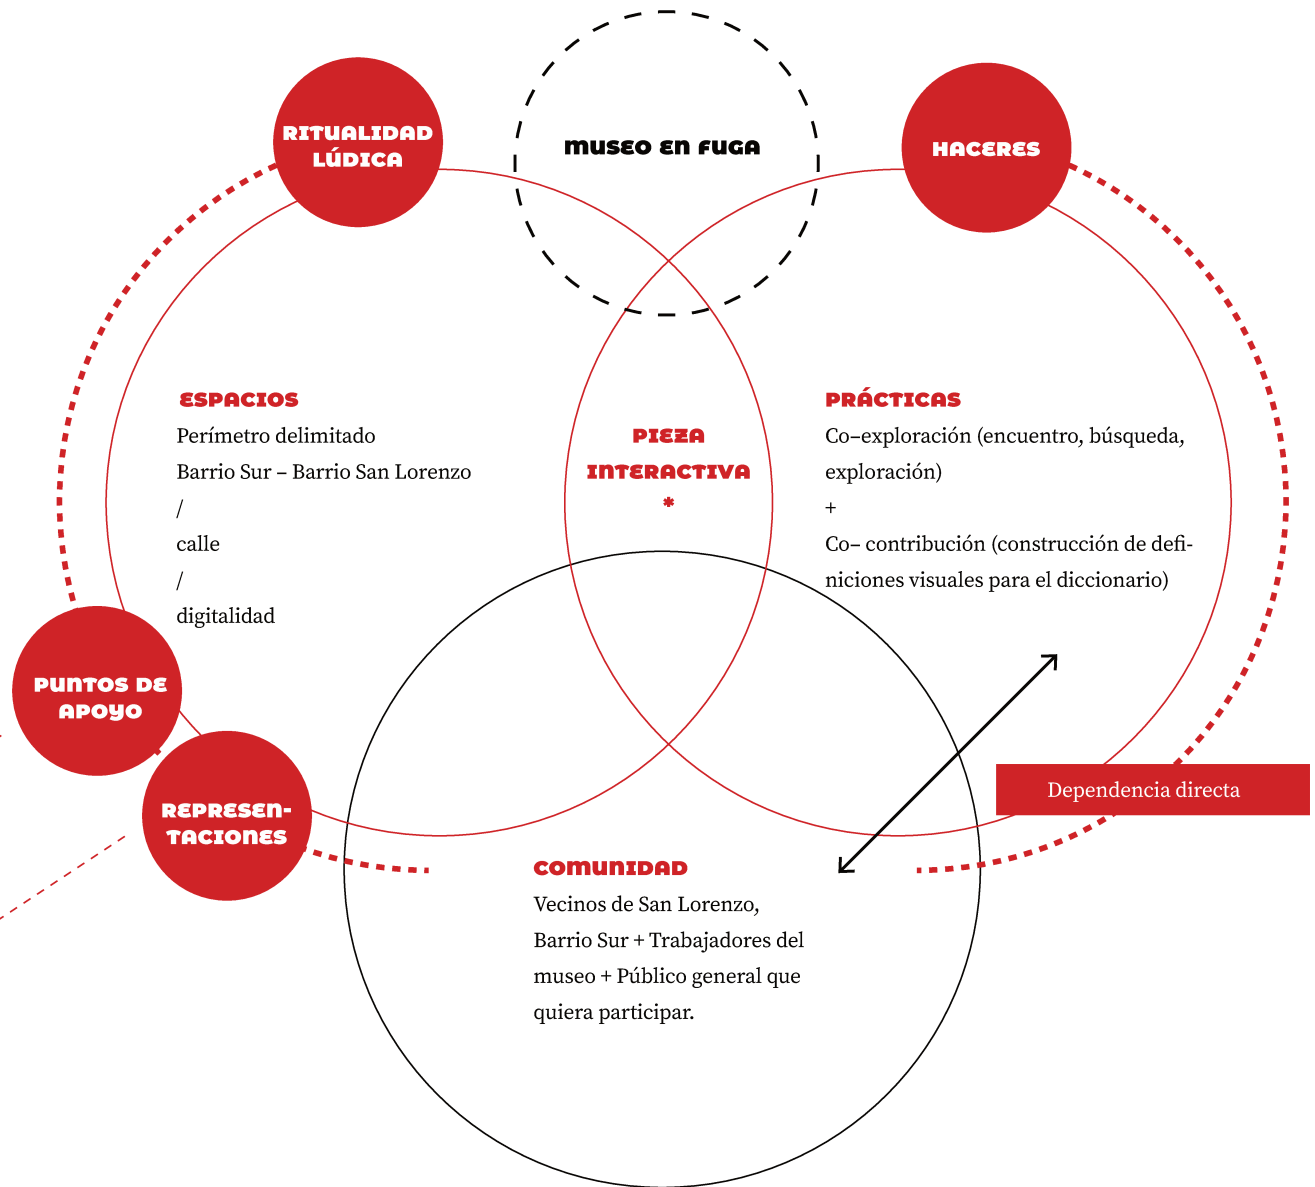 RITUALIDAD
LÚDICA
MUSEO EN FUGA
HACERES
ESPACIOS
Perímetro delimitado
Barrio Sur – Barrio San Lorenzo
/
calle
/
digitalidad
PIEZA
INTERACTIVA
*
PRÁCTICAS
Co–exploración (encuentro, búsqueda,
exploración)
+
Co– contribución (construcción de defi-
niciones visuales para el diccionario)
PUNTOS DE
APOYO
REPRESEN-
TACIONES
Dependencia directa
COMUNIDAD
Vecinos de San Lorenzo,
Barrio Sur + Trabajadores del
museo + Público general que
quiera participar.